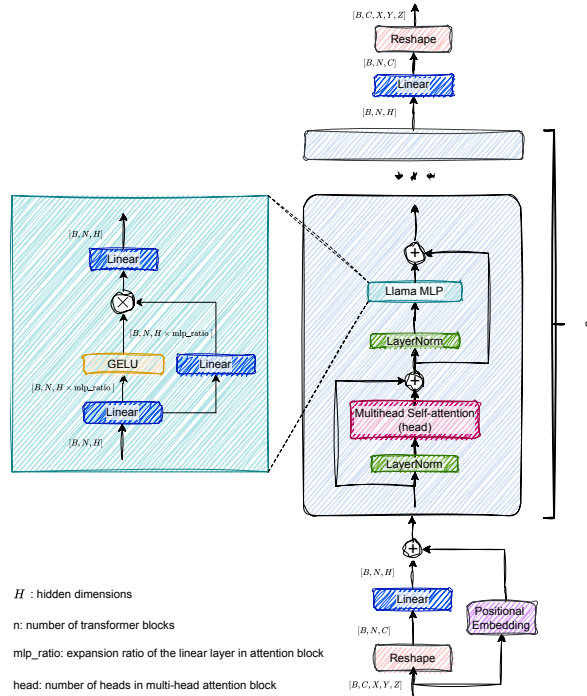 [B, C, X, Y, Z]
Reshape
[B, N, C]
Linear
[B, N, H]
[B, N, H]
Linear
[B, N, H × mlp_ratio]
GELU
Linear
[B, N, H × mlp_ratio]
Linear
[B, N, H]
Llama MLP
LayerNorm
Multihead Self-attention
(head)
LayerNorm
n
[B, N, H]
Linear
[B, N, C]
Reshape
[B, C, X, Y, Z]
Positional
Embedding
H : hidden dimensions
n: number of transformer blocks
mlp_ratio: expansion ratio of the linear layer in attention block
head: number of heads in multi-head attention block